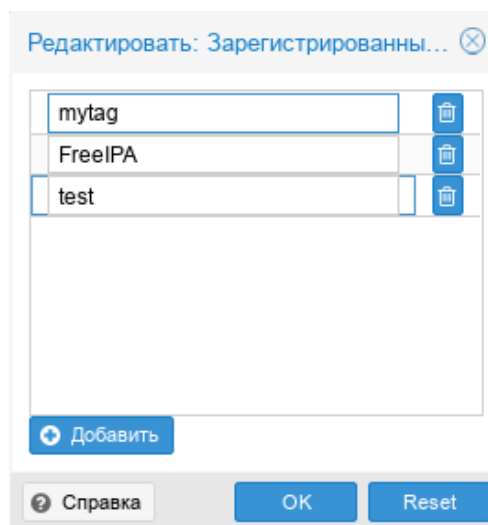 Редактировать: Зарегистрированны...
mytag
FreeIPA
test
Добавить
Справка OK Reset